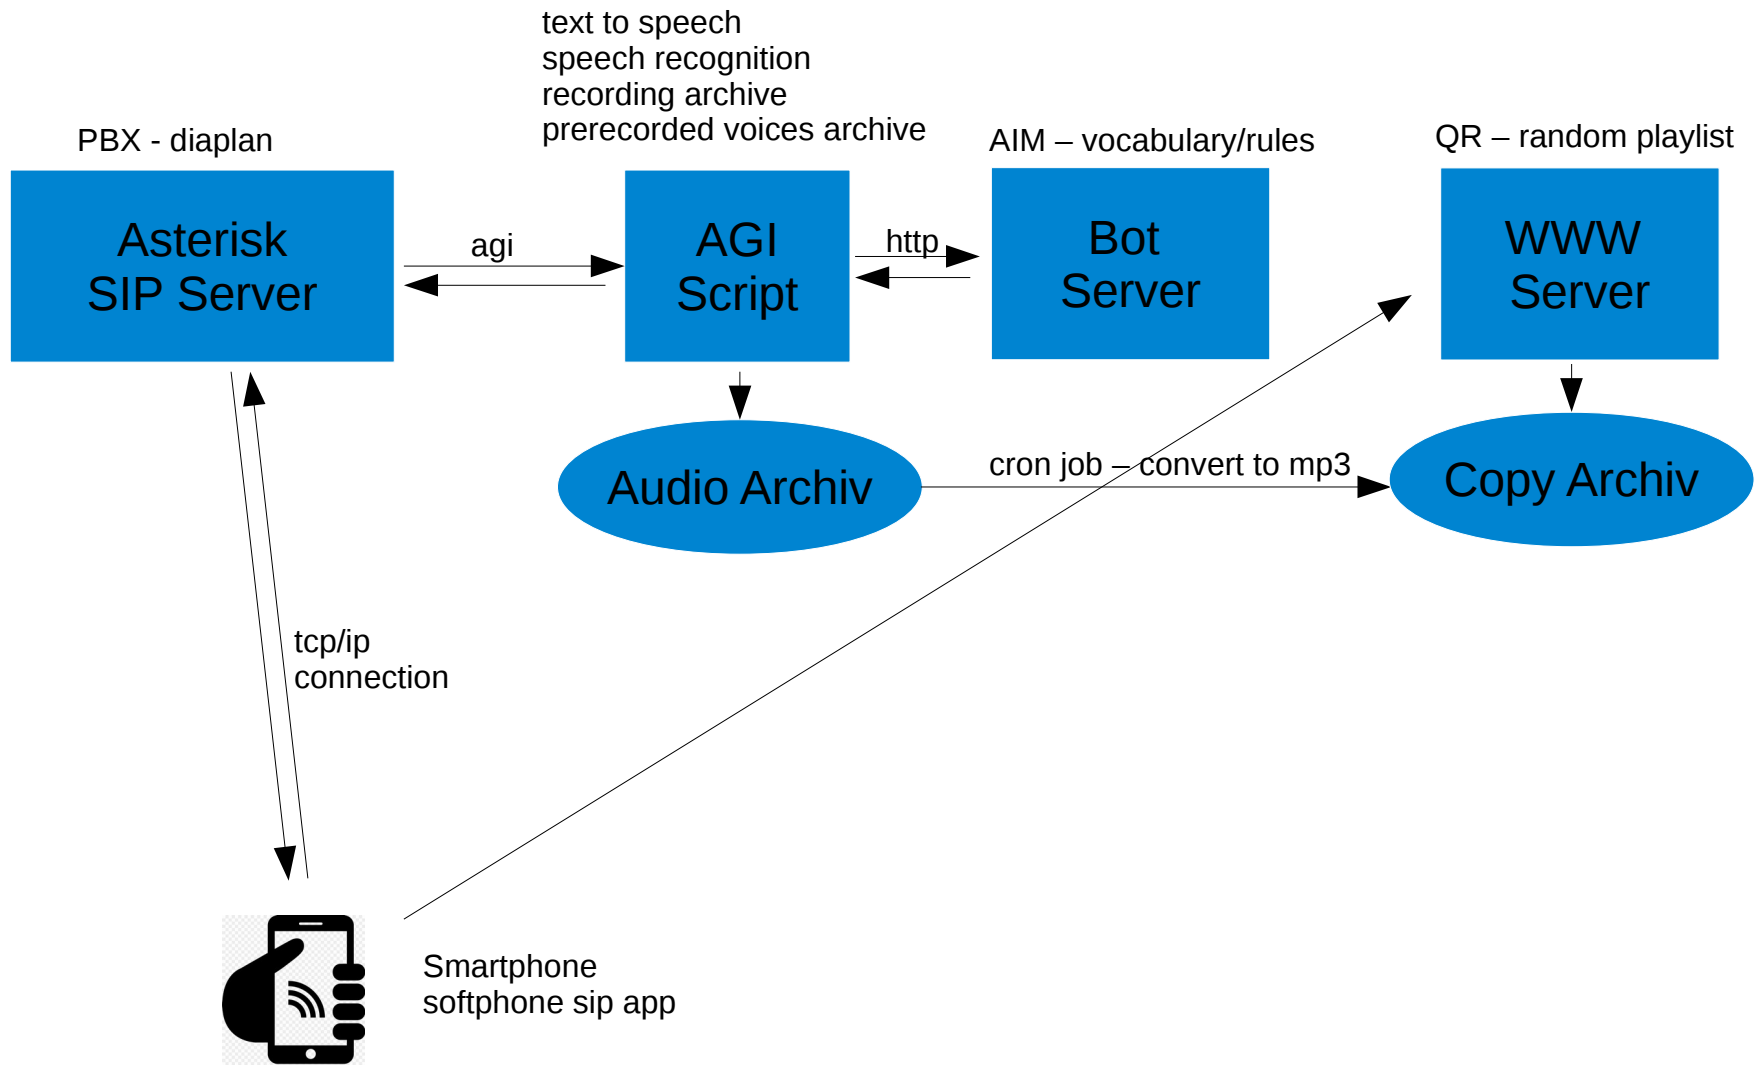 text to speech
speech recognition
recording archive
prerecorded voices archive
PBX - diaplan
AIM – vocabulary/rules
QR – random playlist
Asterisk
SIP Server
agi
AGI
Script
http
Bot
Server
WWW
Server
Audio Archiv
cron job – convert to mp3
Copy Archiv
tcp/ip
connection
Smartphone
softphone sip app